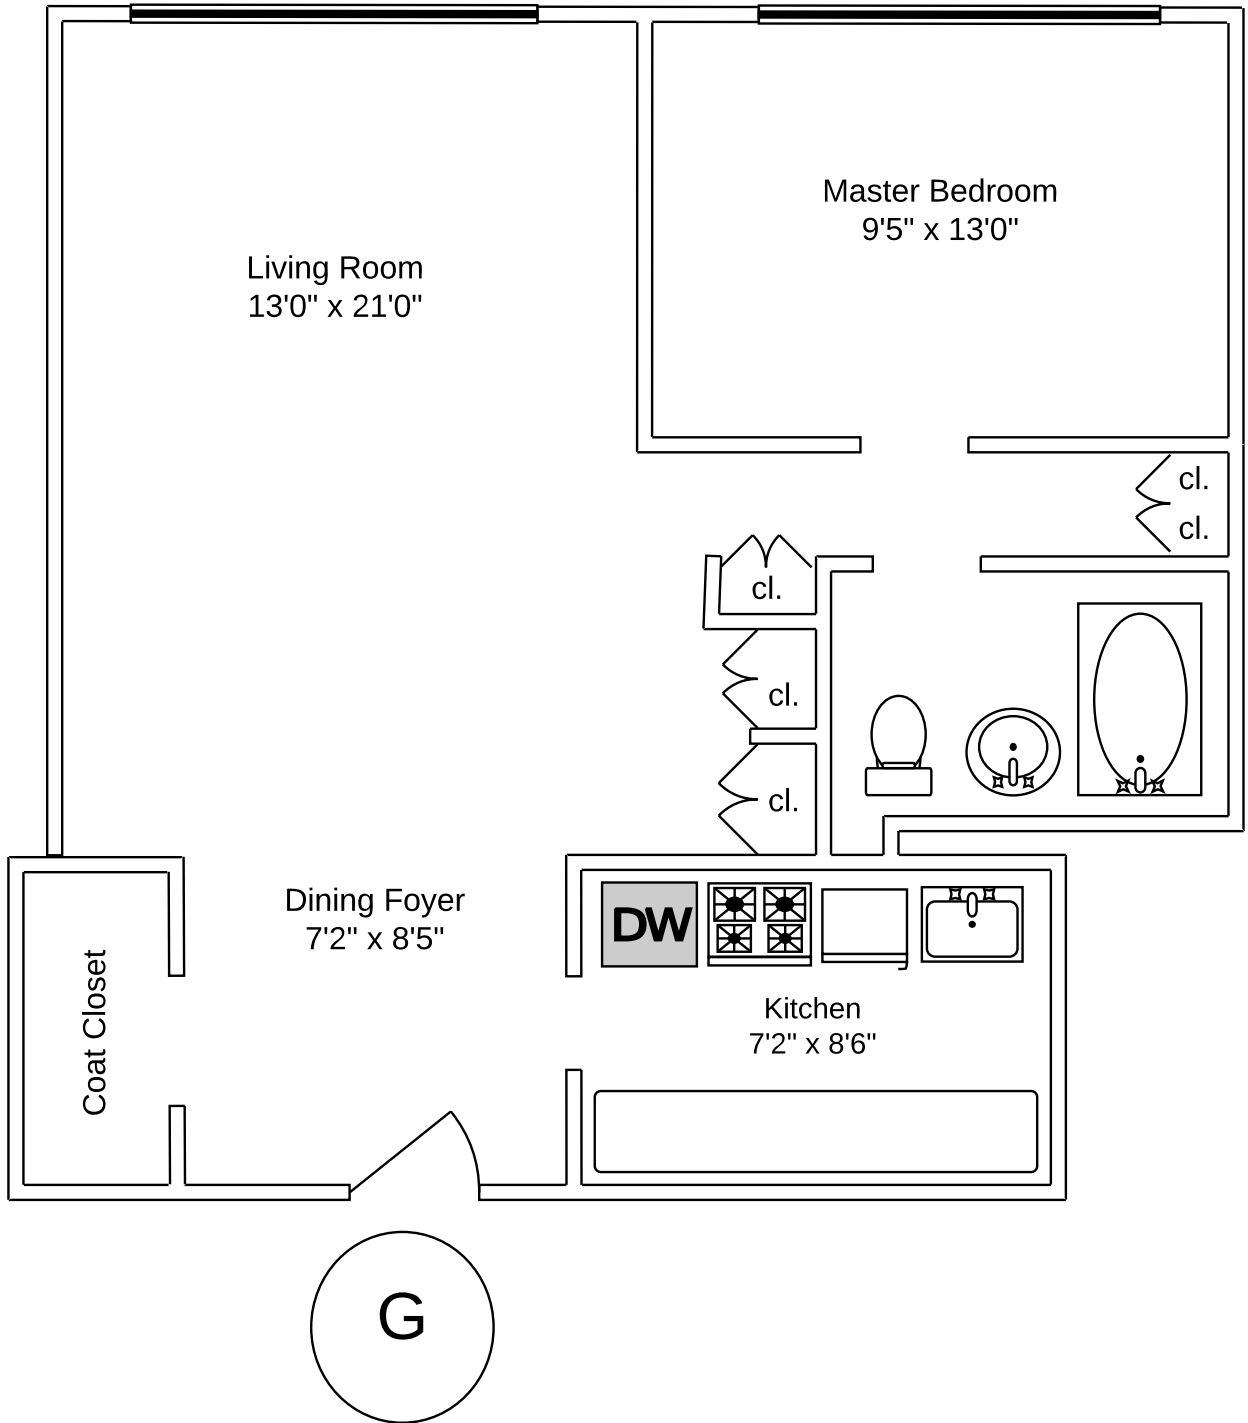 Master Bedroom
9'5" x 13'0"
Living Room
13'0" x 21'0"
cl.
cl.
cl.
cl.
cl.
Dining Foyer
7'2" x 8'5"
DW
Coat Closet
Kitchen
7'2" x 8'6"
G